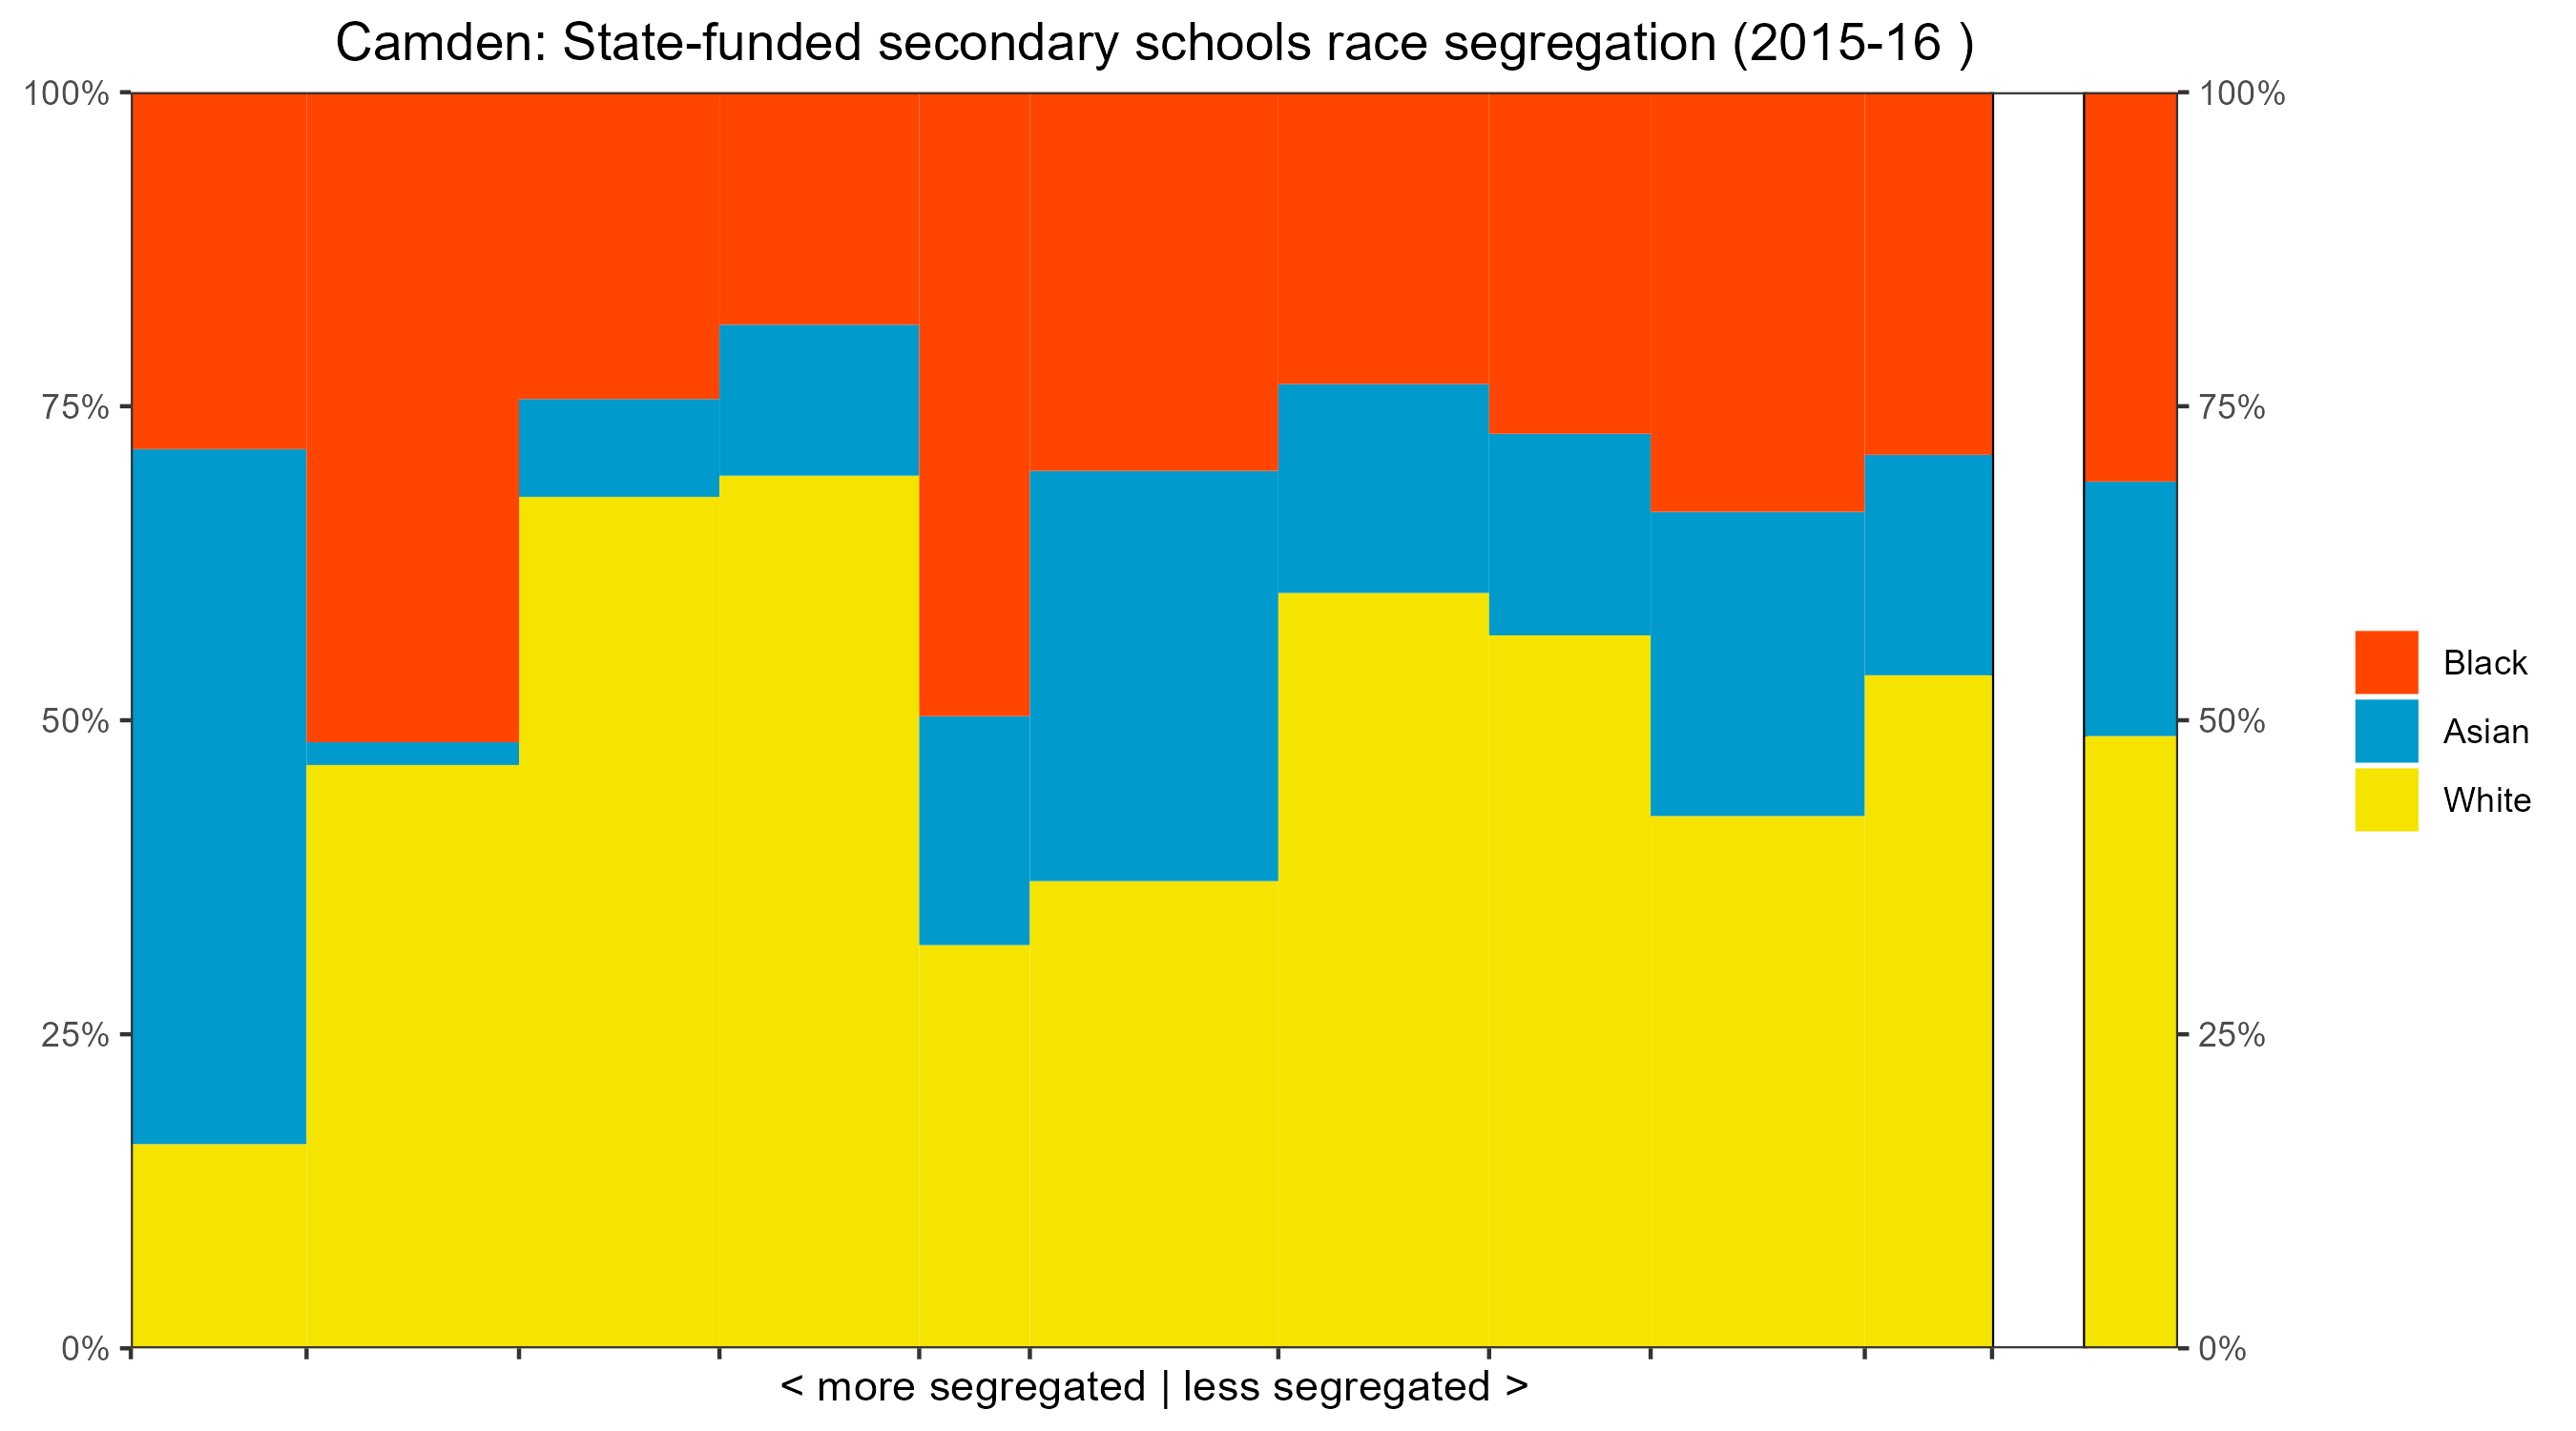 Camden: State-funded secondary schools race segregation (2015-16 )
100%
75%
50%
25%
0%
100%
75%
50%
25%
0%
Black
Asian
White
< more segregated | less segregated >